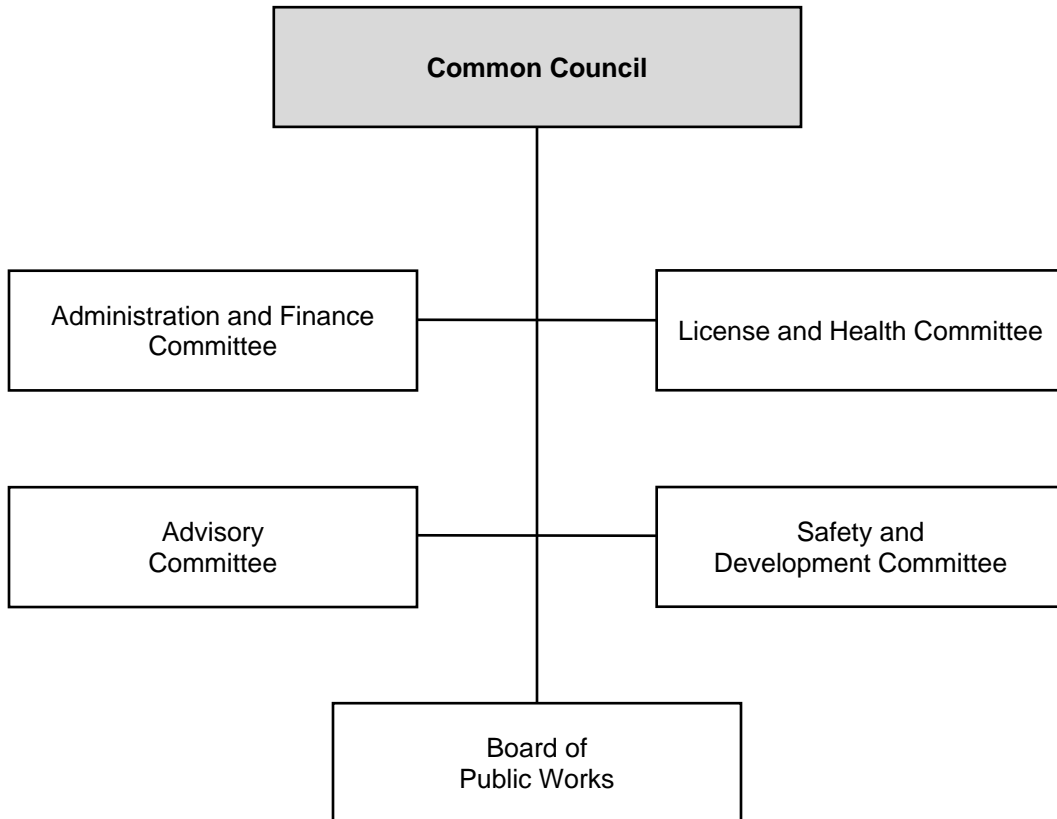 Common Council
Administration and Finance
Committee
License and Health Committee
Advisory
Committee
Safety and
Development Committee
Board of
Public Works